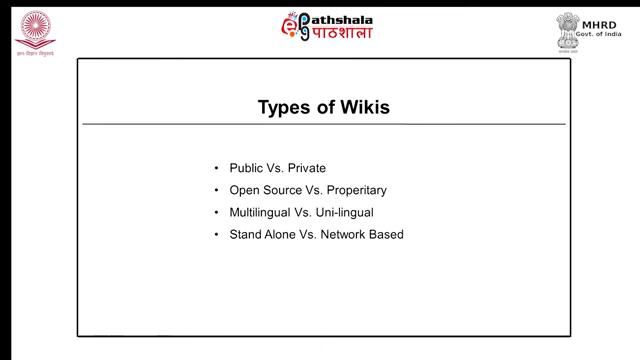 ePG Pathshala
पाठशाला
MHRD
Govt. of India
Types of Wikis
• Public Vs. Private
• Open Source Vs. Properitary
• Multilingual Vs. Uni-lingual
• Stand Alone Vs. Network Based